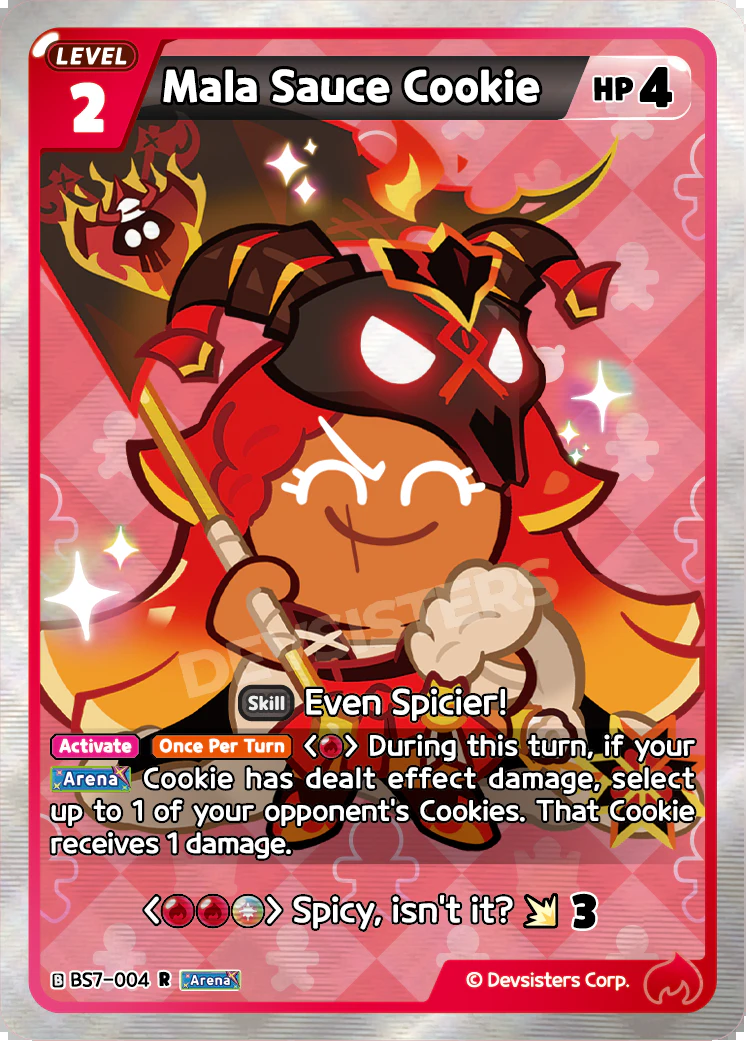 LEVEL
2
Mala Sauce Cookie
HP 4
DEVSISTERS
Skill Even Spicier!
Activate Once Per Turn < > During this turn, if your
Arena Cookie has dealt effect damage, select
up to 1 of your opponent's Cookies. That Cookie
receives 1 damage.
< > Spicy, isn't it? 3
B BS7-004 R Arena
© Devsisters Corp.